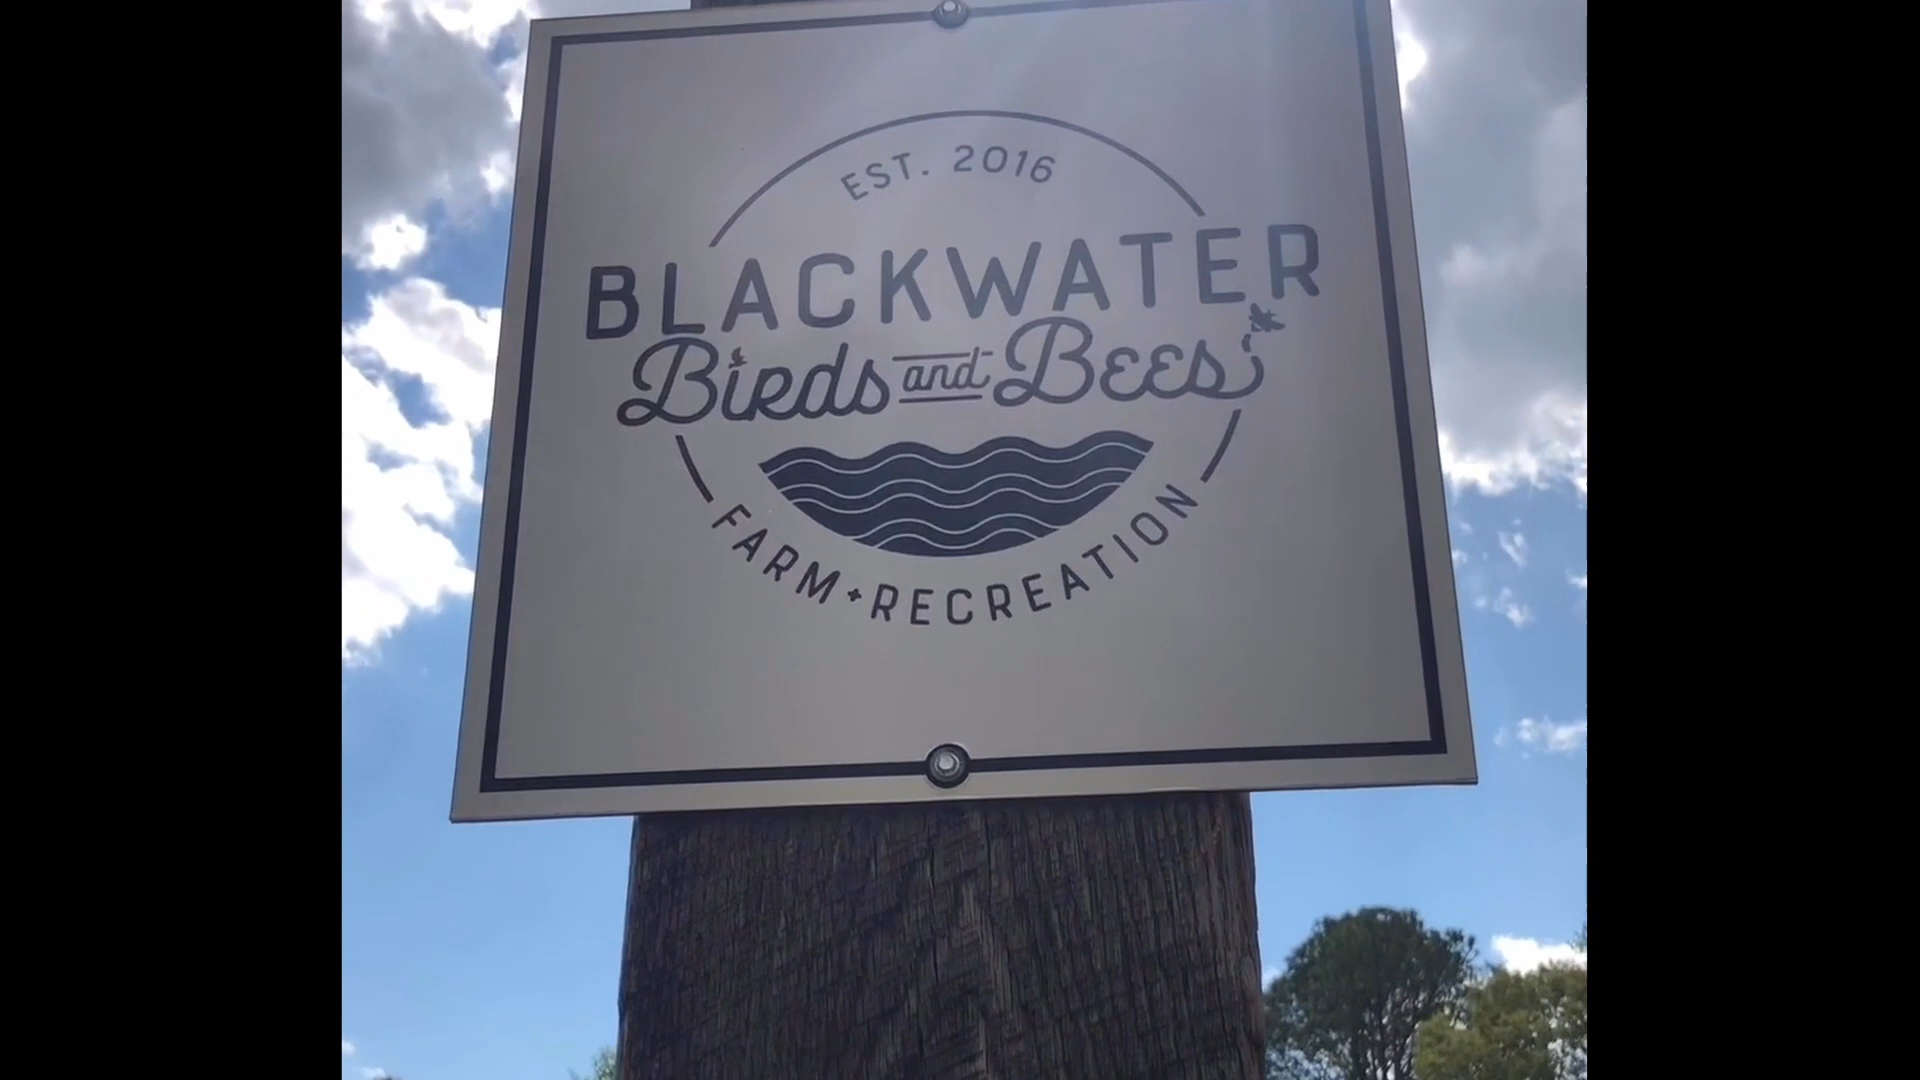 EST. 2016
BLACKWATER
Birds and Bees
FARM + RECREATION